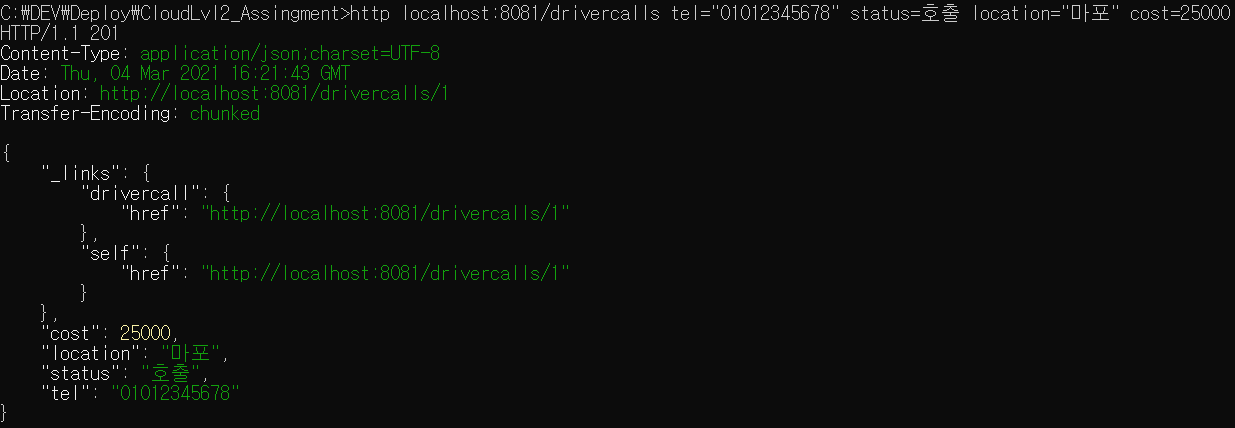 C:₩DEV₩Deploy₩CloudLvl2_Assingment>http localhost:8081/drivercalls tel="01012345678" status=호출 location="마포" cost=25000
HTTP/1.1 201
Content-Type: application/json;charset=UTF-8
Date: Thu, 04 Mar 2021 16:21:43 GMT
Location: http://localhost:8081/drivercalls/1
Transfer-Encoding: chunked
{
    "_links": {
        "drivercall": {
            "href": "http://localhost:8081/drivercalls/1"
        },
        "self": {
            "href": "http://localhost:8081/drivercalls/1"
        }
    },
    "cost": 25000,
    "location": "마포",
    "status": "호출",
    "tel": "01012345678"
}